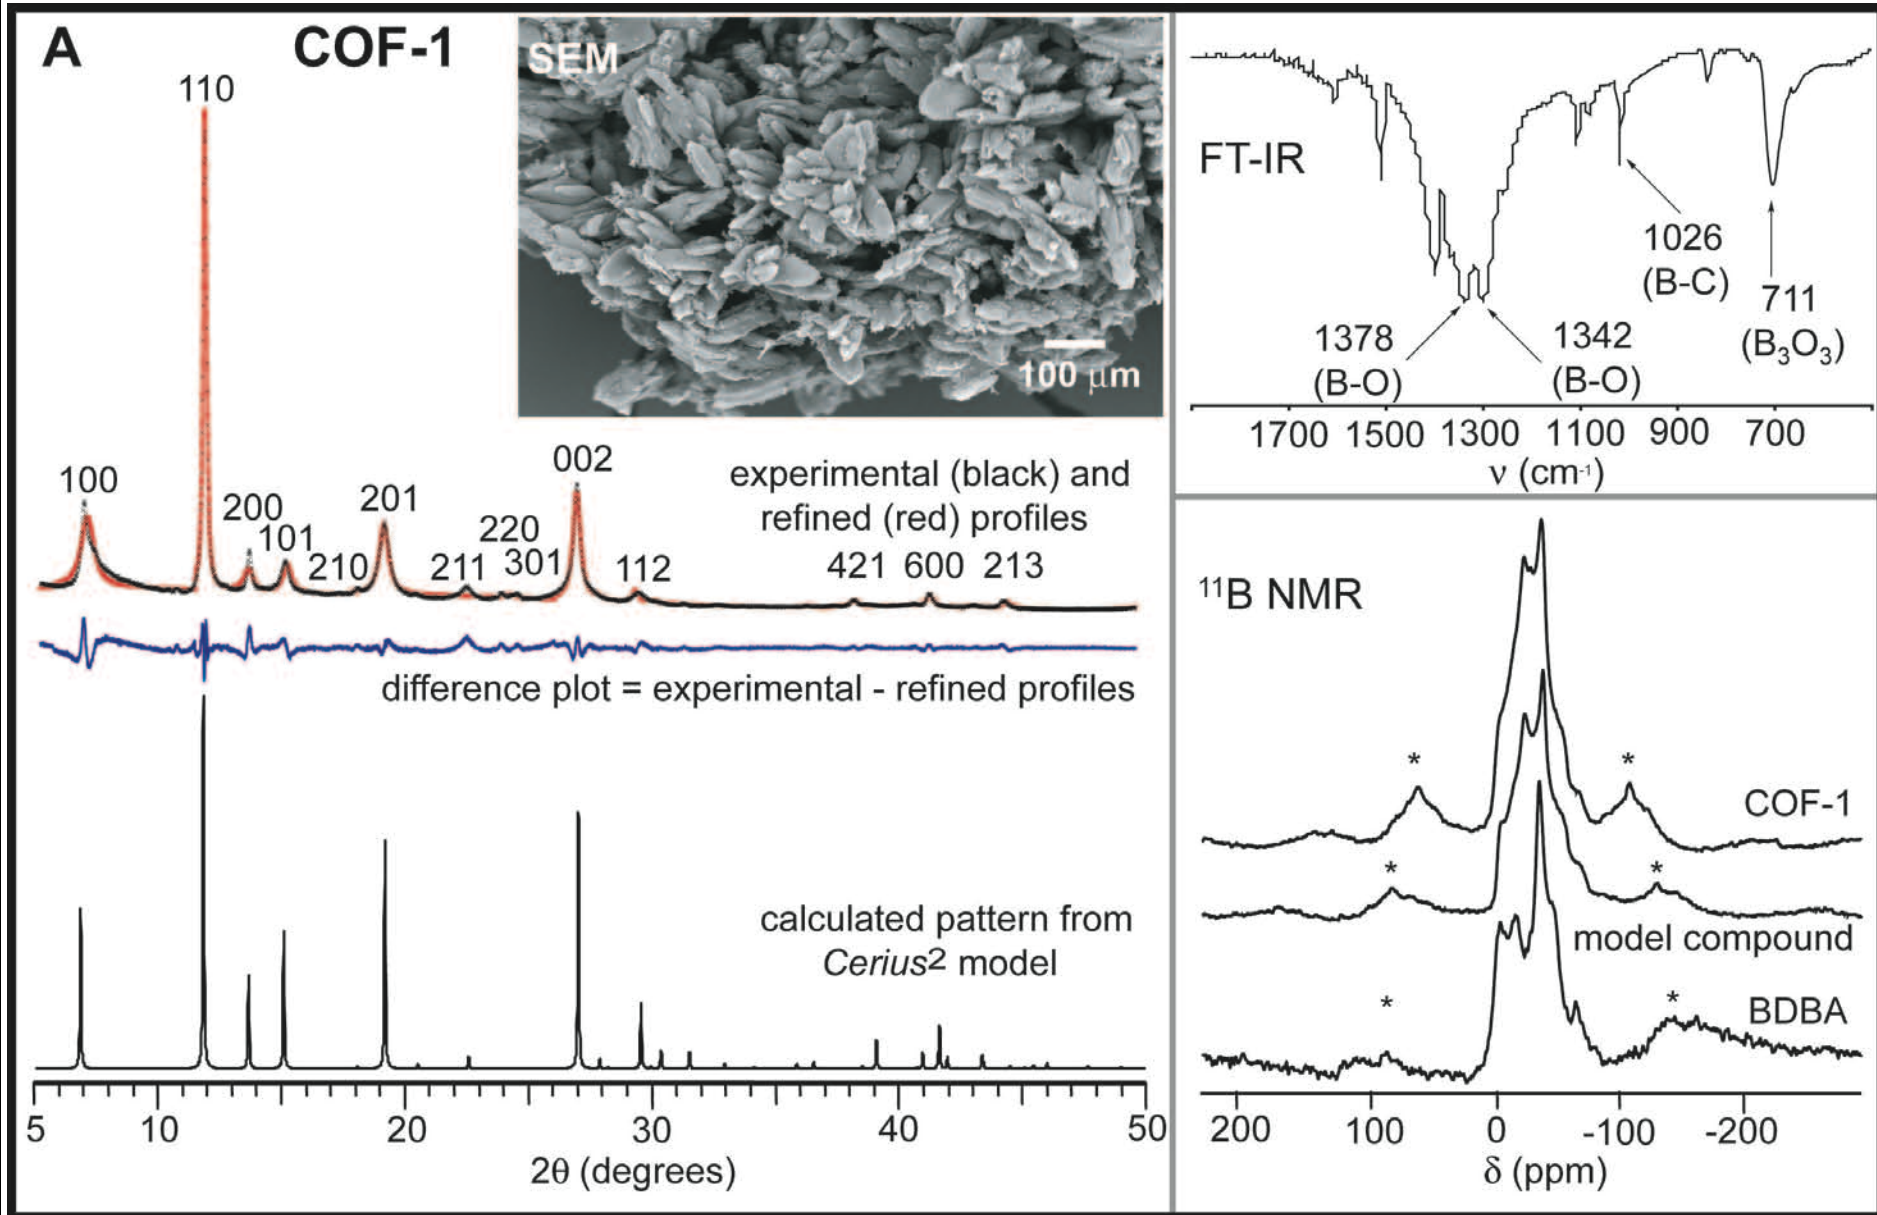 A
COF-1
SEM
100 μm
110
100
200
101
210
201
211
220
301
002
112
421
600
213
experimental (black) and
refined (red) profiles
difference plot = experimental - refined profiles
calculated pattern from
Cerius2 model
5 10 20 30 40 50
2θ (degrees)
FT-IR
1378
(B-O)
1342
(B-O)
1026
(B-C)
711
(B₃O₃)
1700 1500 1300 1100 900 700
ν (cm⁻¹)
¹¹B NMR
* *
COF-1
* *
model compound
* *
BDBA
200 100 0 -100 -200
δ (ppm)